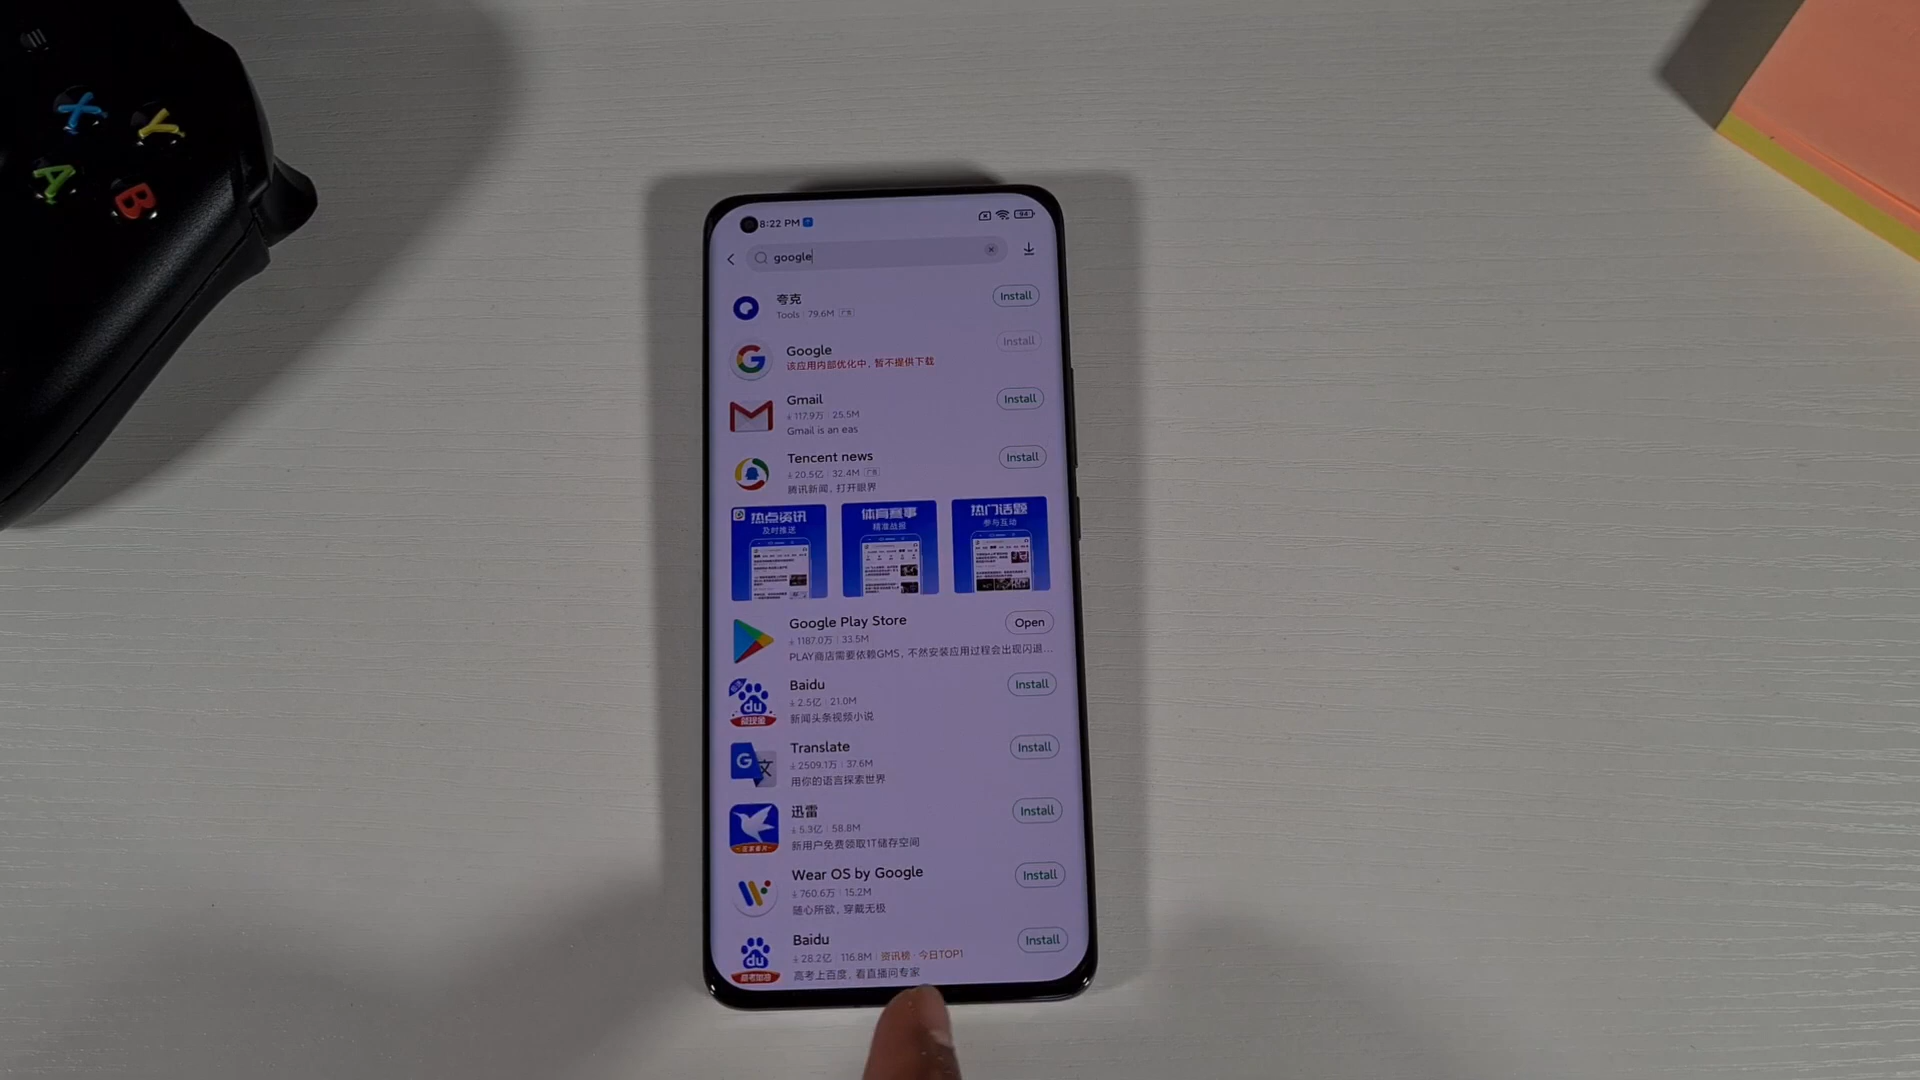 X
Y
A
B
8:22 PM
94
google
夸克
Install
Tools 79.6M 广告
Google
Install
该应用内部优化中，暂不提供下载
Gmail
Install
117.9万 25.5M
Gmail is an eas
Tencent news
Install
20.5亿 32.4M 广告
腾讯新闻，打开眼界
热点资讯
及时推送
体育赛事
精准战报
热门话题
参与互动
Google Play Store
Open
1187.0万 33.5M
PLAY商店需要依赖GMS，不然安装应用过程会出现闪退...
Baidu
Install
du
2.5亿 21.0M
新闻头条视频小说
Translate
Install
G 文
2509.1万 37.6M
用你的语言探索世界
迅雷
Install
5.3亿 58.8M
新用户免费领取1T储存空间
Wear OS by Google
Install
760.6万 15.2M
随心所欲，穿戴无极
Baidu
Install
du
28.2亿 116.8M 资讯榜·今日TOP1
高考上百度，看直播问专家